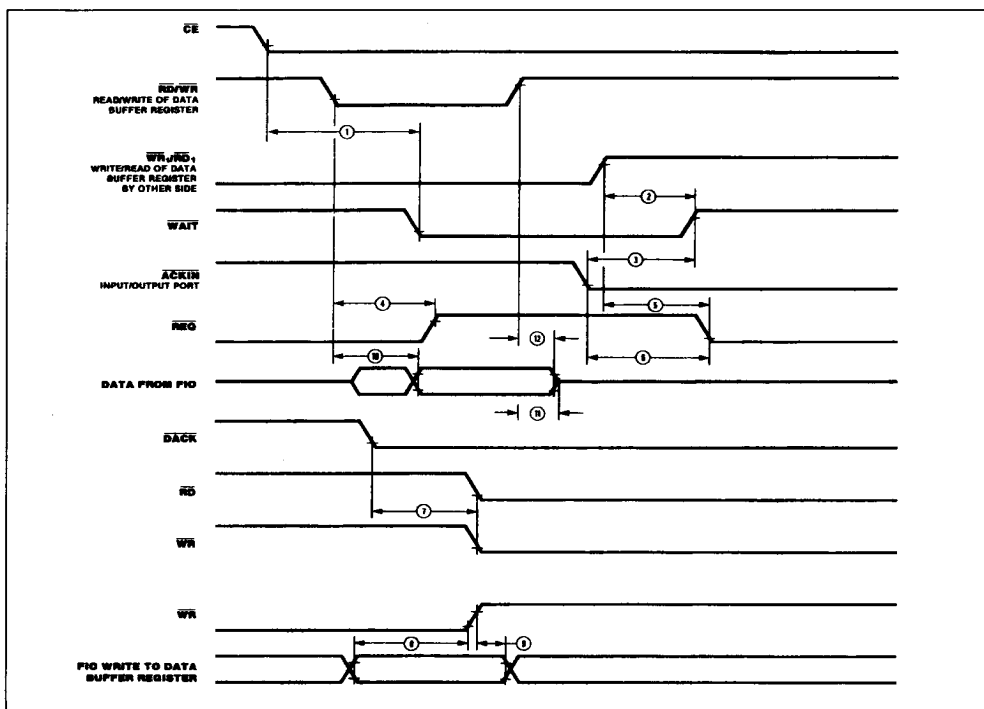 CE
RD/WR
READ/WRITE OF DATA
BUFFER REGISTER
1
WR₁/RD₁
WRITE/READ OF DATA
BUFFER REGISTER
BY OTHER SIDE
2
WAIT
3
ACKIN
INPUT/OUTPUT PORT
4
5
REQ
12
6
10
DATA FROM FIO
11
DACK
RD
7
WR
WR
8
9
FIO WRITE TO DATA
BUFFER REGISTER